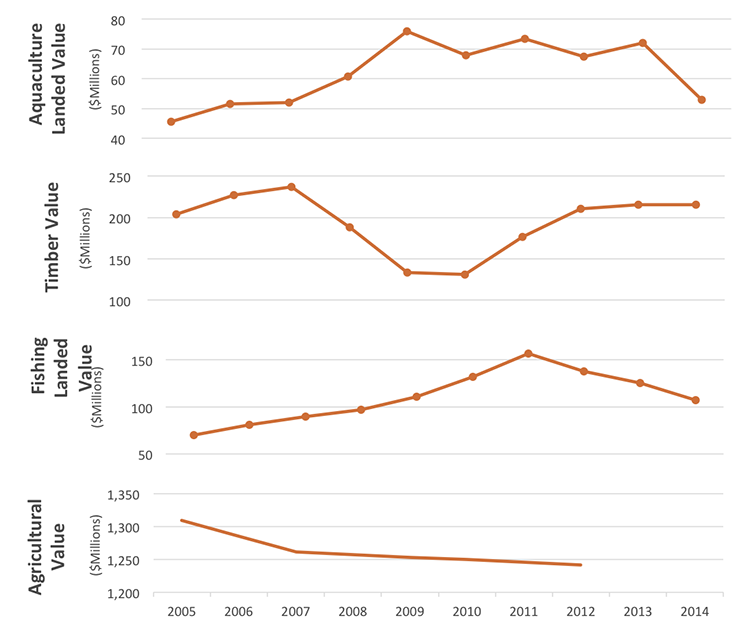 Aquaculture
Landed Value
($Millions)
80
70
60
50
40
Timber Value
($Millions)
250
200
150
100
Fishing
Landed
Value
($Millions)
150
100
50
Agricultural
Value
($Millions)
1,350
1,300
1,250
1,200
2005 2006 2007 2008 2009 2010 2011 2012 2013 2014